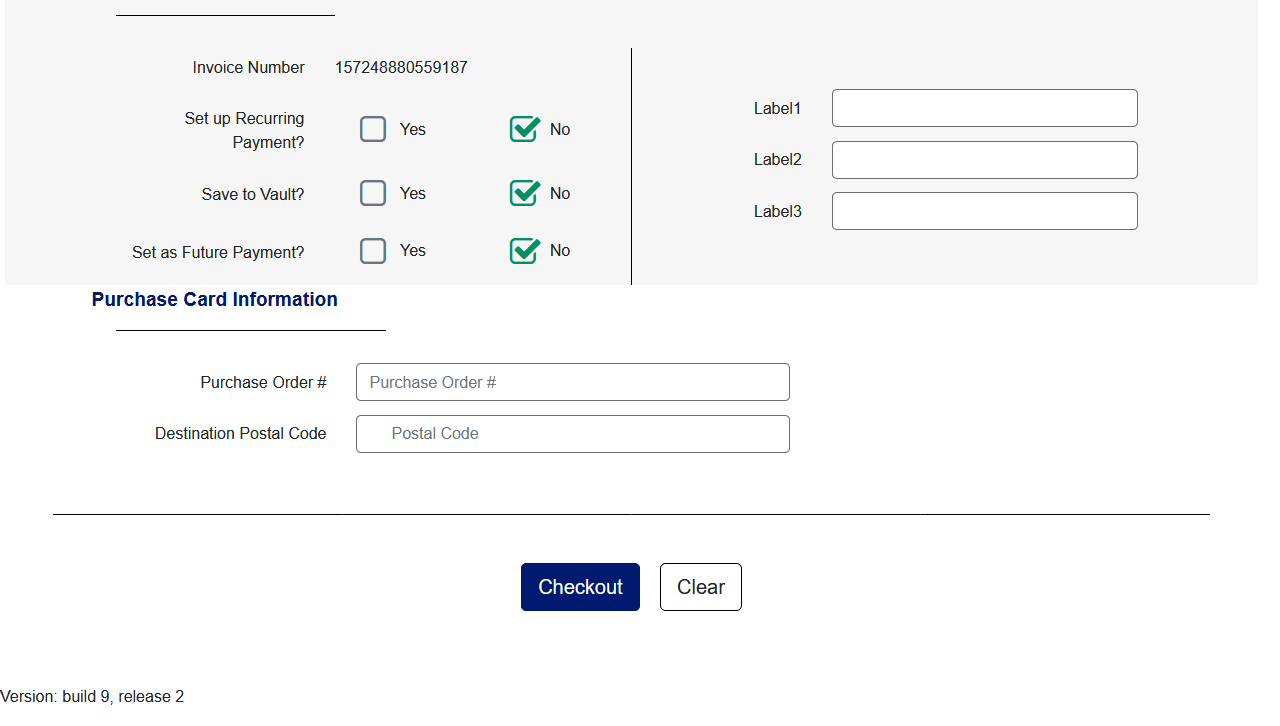 Invoice Number 157248880559187
Label1
Set up Recurring
Payment?
Yes No
Label2
Save to Vault? Yes No
Label3
Set as Future Payment? Yes No
Purchase Card Information
Purchase Order # Purchase Order #
Destination Postal Code Postal Code
Checkout Clear
Version: build 9, release 2